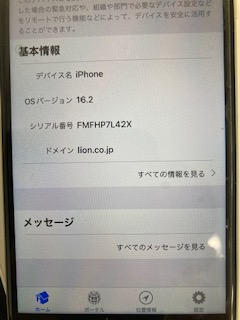 した場合の緊急対応や、組織や部門で必要なデバイス設定など
をリモートで行う機能などによって、デバイスを安全に活用す
ることができます。
基本情報
デバイス名 iPhone
OSバージョン 16.2
シリアル番号 FMFHP7L42X
ドメイン lion.co.jp
すべての情報を見る >
メッセージ
すべてのメッセージを見る >
ホーム
ポータル
位置情報
設定